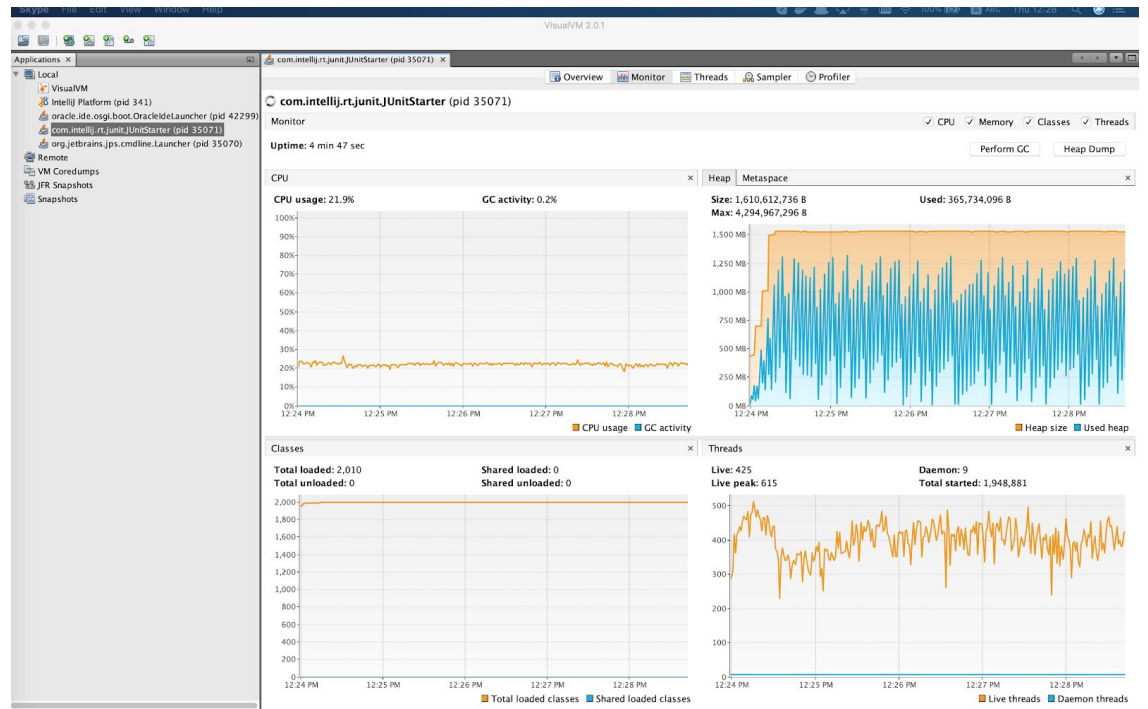 Skype File Edit View Window Help 100% ABC Thu 12:28
VisualVM 2.0.1
Applications ×
com.intellij.rt.junit.JUnitStarter (pid 35071) ×
Local
VisualVM
IntelliJ Platform (pid 341)
oracle.ide.osgi.boot.OracleIdeLauncher (pid 42299)
com.intellij.rt.junit.JUnitStarter (pid 35071)
org.jetbrains.jps.cmdline.Launcher (pid 35070)
Remote
VM Coredumps
JFR Snapshots
Snapshots
Overview Monitor Threads Sampler Profiler
com.intellij.rt.junit.JUnitStarter (pid 35071)
Monitor ✓ CPU ✓ Memory ✓ Classes ✓ Threads
Uptime: 4 min 47 sec Perform GC Heap Dump
CPU ×
CPU usage: 21.9% GC activity: 0.2%
100%
90%
80%
70%
60%
50%
40%
30%
20%
10%
0%
12:24 PM 12:25 PM 12:26 PM 12:27 PM 12:28 PM
CPU usage GC activity
Heap Metaspace ×
Size: 1,610,612,736 B Used: 365,734,096 B
Max: 4,294,967,296 B
1,500 MB
1,250 MB
1,000 MB
750 MB
500 MB
250 MB
0 MB
12:24 PM 12:25 PM 12:26 PM 12:27 PM 12:28 PM
Heap size Used heap
Classes ×
Total loaded: 2,010 Shared loaded: 0
Total unloaded: 0 Shared unloaded: 0
2,000
1,800
1,600
1,400
1,200
1,000
800
600
400
200
0
12:24 PM 12:25 PM 12:26 PM 12:27 PM 12:28 PM
Total loaded classes Shared loaded classes
Threads ×
Live: 425 Daemon: 9
Live peak: 615 Total started: 1,948,881
500
400
300
200
100
0
12:24 PM 12:25 PM 12:26 PM 12:27 PM 12:28 PM
Live threads Daemon threads